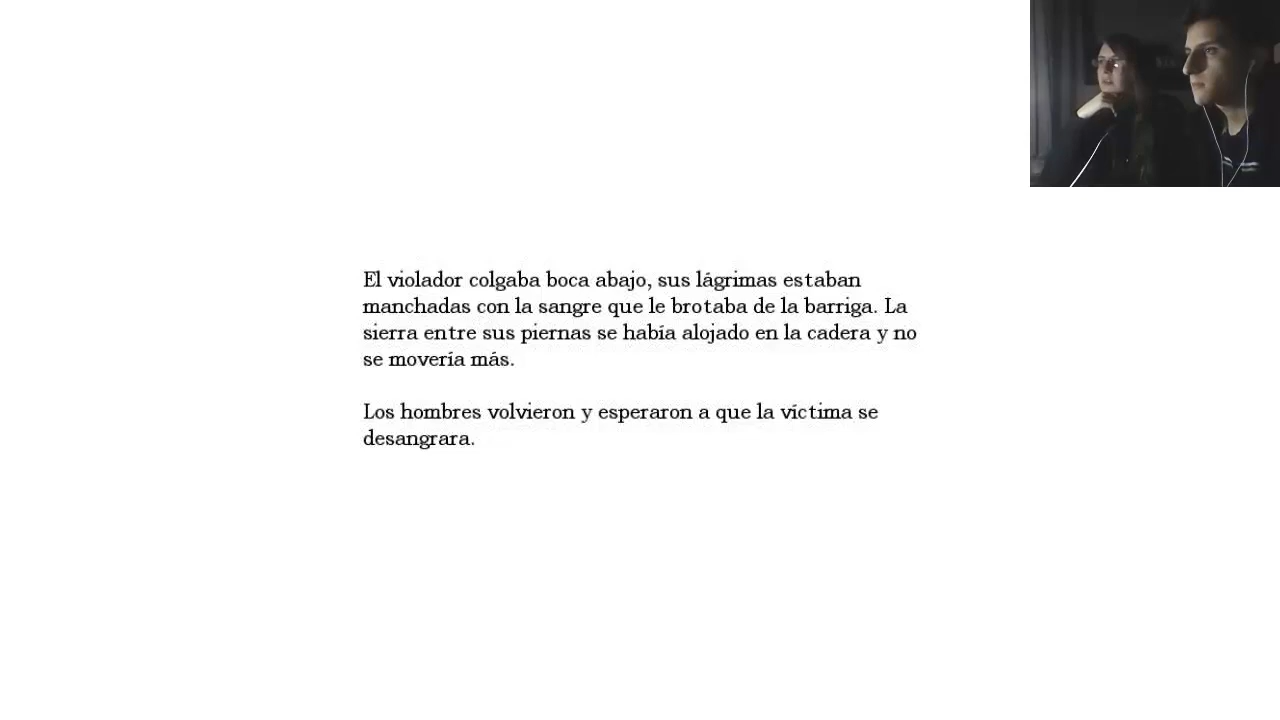 El violador colgaba boca abajo, sus lágrimas estaban
manchadas con la sangre que le brotaba de la barriga. La
sierra entre sus piernas se había alojado en la cadera y no
se movería más.
Los hombres volvieron y esperaron a que la víctima se
desangrara.